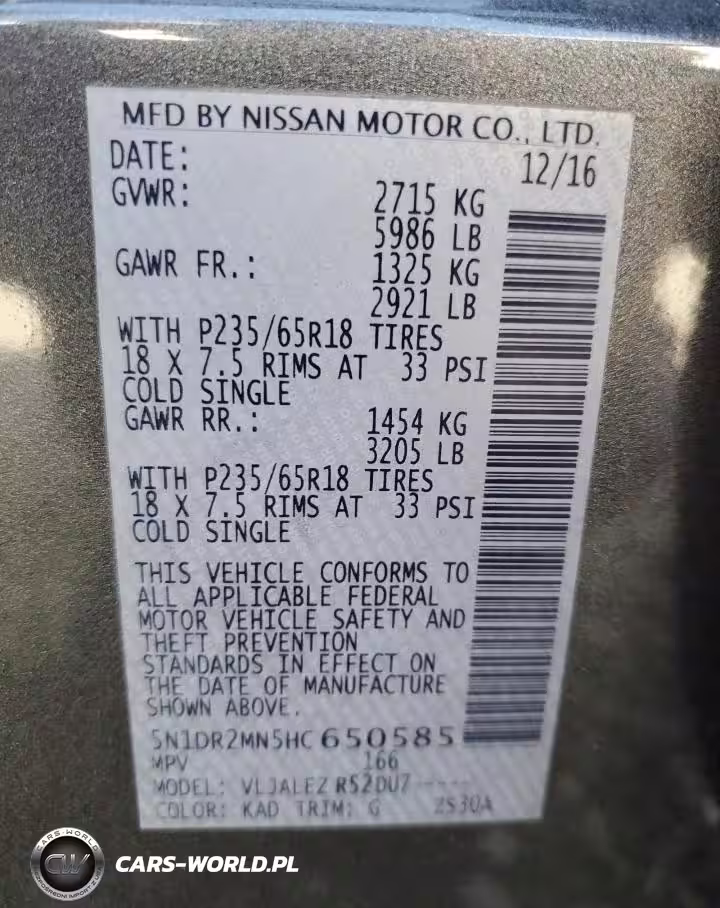 MFD BY NISSAN MOTOR CO., LTD.
DATE: 12/16
GVWR: 2715 KG
5986 LB
GAWR FR.: 1325 KG
2921 LB
WITH P235/65R18 TIRES
18 X 7.5 RIMS AT 33 PSI
COLD SINGLE
GAWR RR.: 1454 KG
3205 LB
WITH P235/65R18 TIRES
18 X 7.5 RIMS AT 33 PSI
COLD SINGLE
THIS VEHICLE CONFORMS TO
ALL APPLICABLE FEDERAL
MOTOR VEHICLE SAFETY AND
THEFT PREVENTION
STANDARDS IN EFFECT ON
THE DATE OF MANUFACTURE
SHOWN ABOVE.
5N1DR2MN5HC650585
MPV 166
MODEL: VLJALEZ R52DU7-----
COLOR: KAD TRIM: G 2S30A
CARS-WORLD
CW
CARS-WORLD.PL